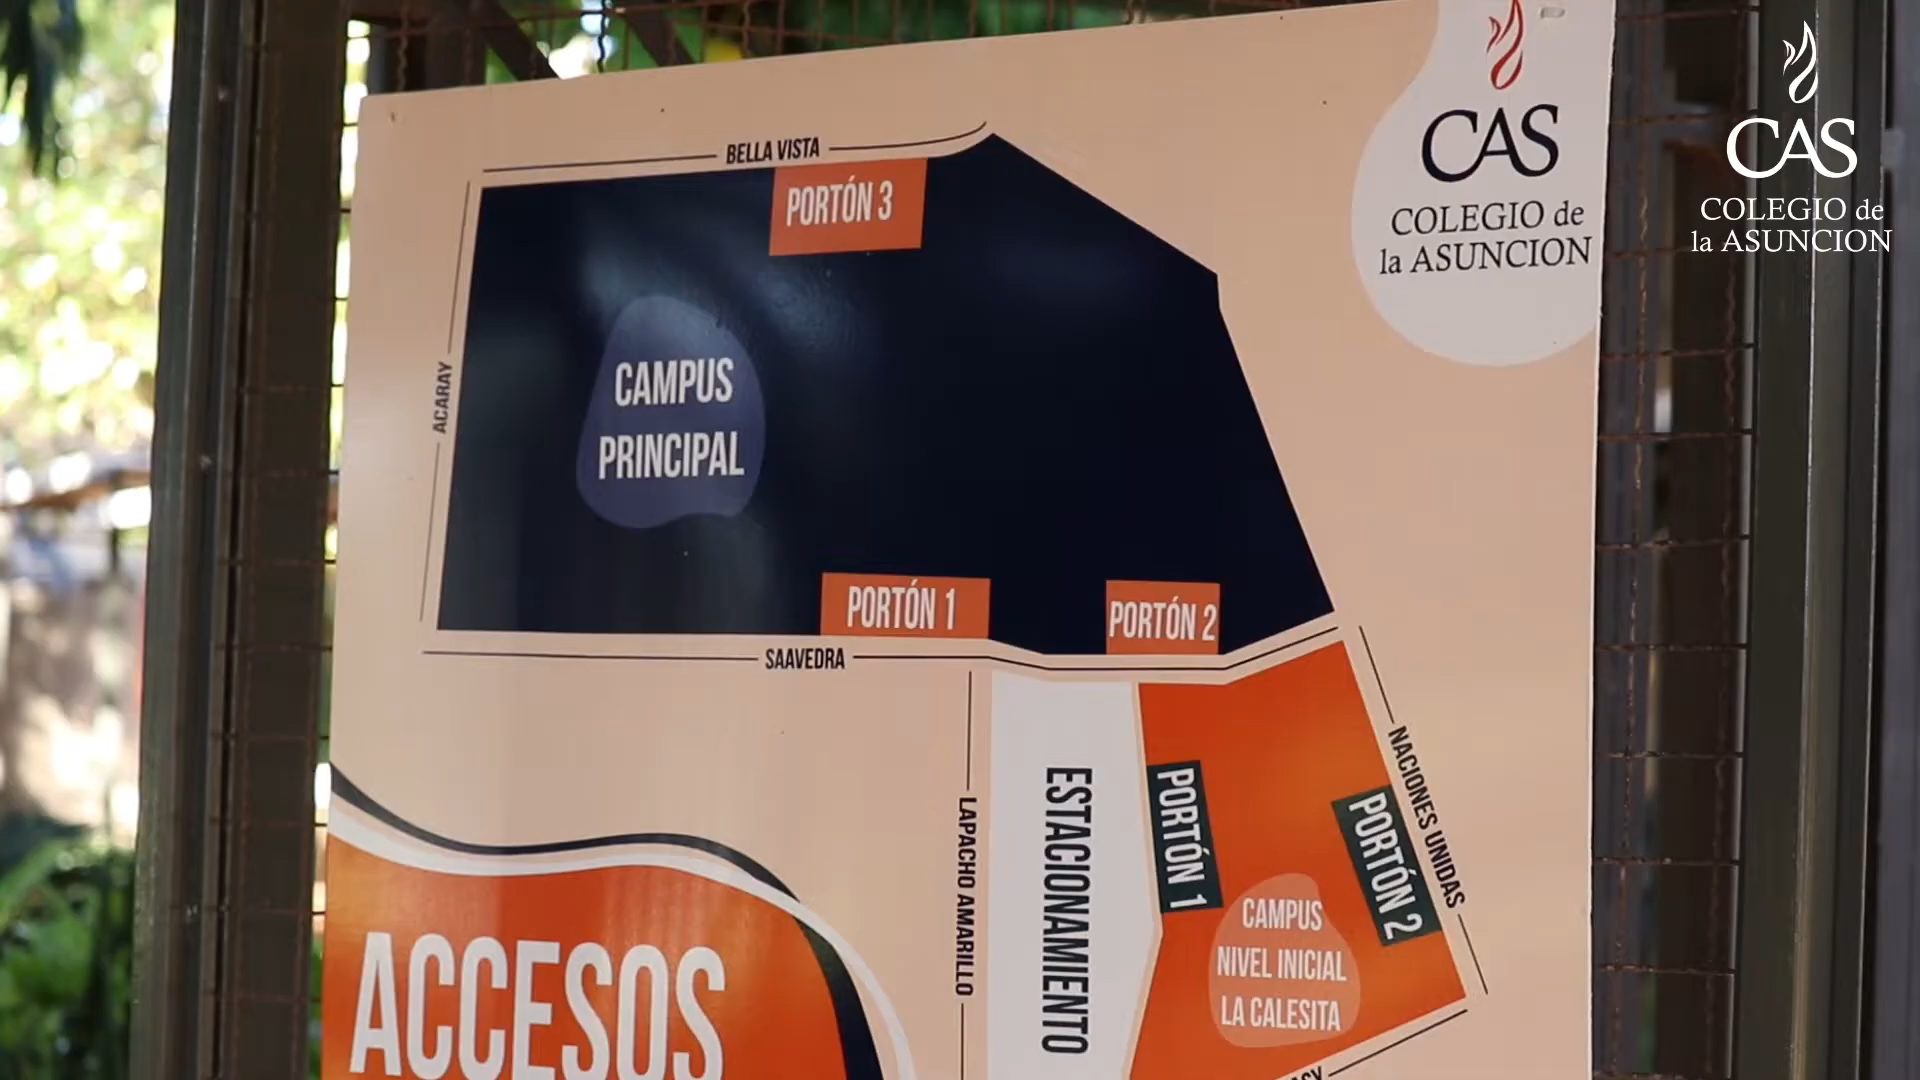 CAS
COLEGIO de
la ASUNCION
CAS
COLEGIO de
la ASUNCION
BELLA VISTA
PORTÓN 3
ACARAY
CAMPUS
PRINCIPAL
PORTÓN 1
PORTÓN 2
SAAVEDRA
LAPACHO AMARILLO
ESTACIONAMIENTO
PORTÓN 1
PORTÓN 2
NACIONES UNIDAS
CAMPUS
NIVEL INICIAL
LA CALESITA
ACCESOS